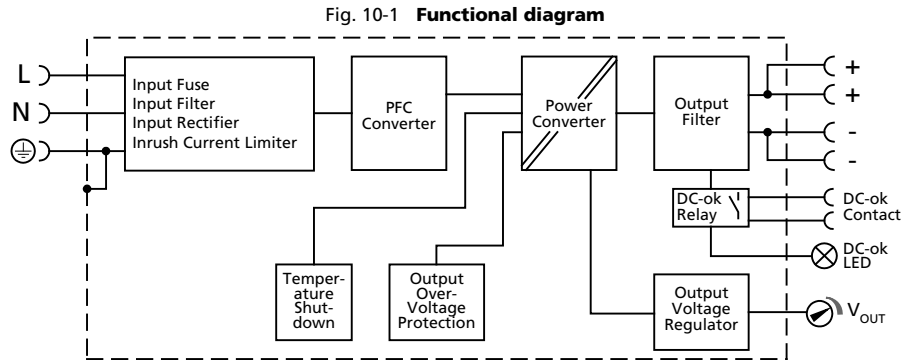 Fig. 10-1 Functional diagram
L
N
Input Fuse
Input Filter
Input Rectifier
Inrush Current Limiter
PFC
Converter
Power
Converter
Output
Filter
+
+
-
-
DC-ok
Relay
DC-ok
Contact
DC-ok
LED
Temper-
ature
Shut-
down
Output
Over-
Voltage
Protection
Output
Voltage
Regulator
VOUT